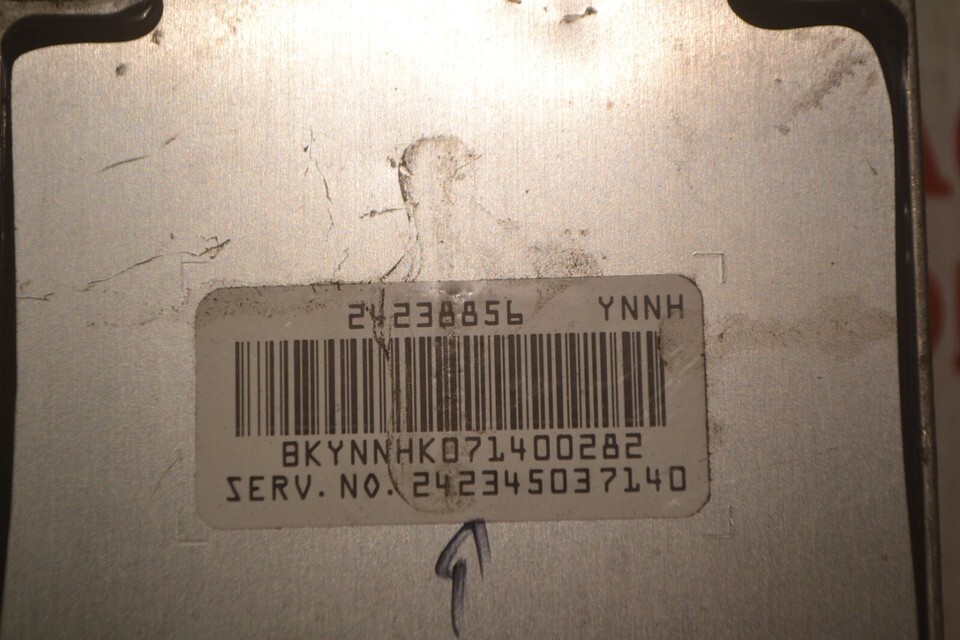 24238856 YNNH
BKYNNHK071400282
SERV. NO. 242345037140